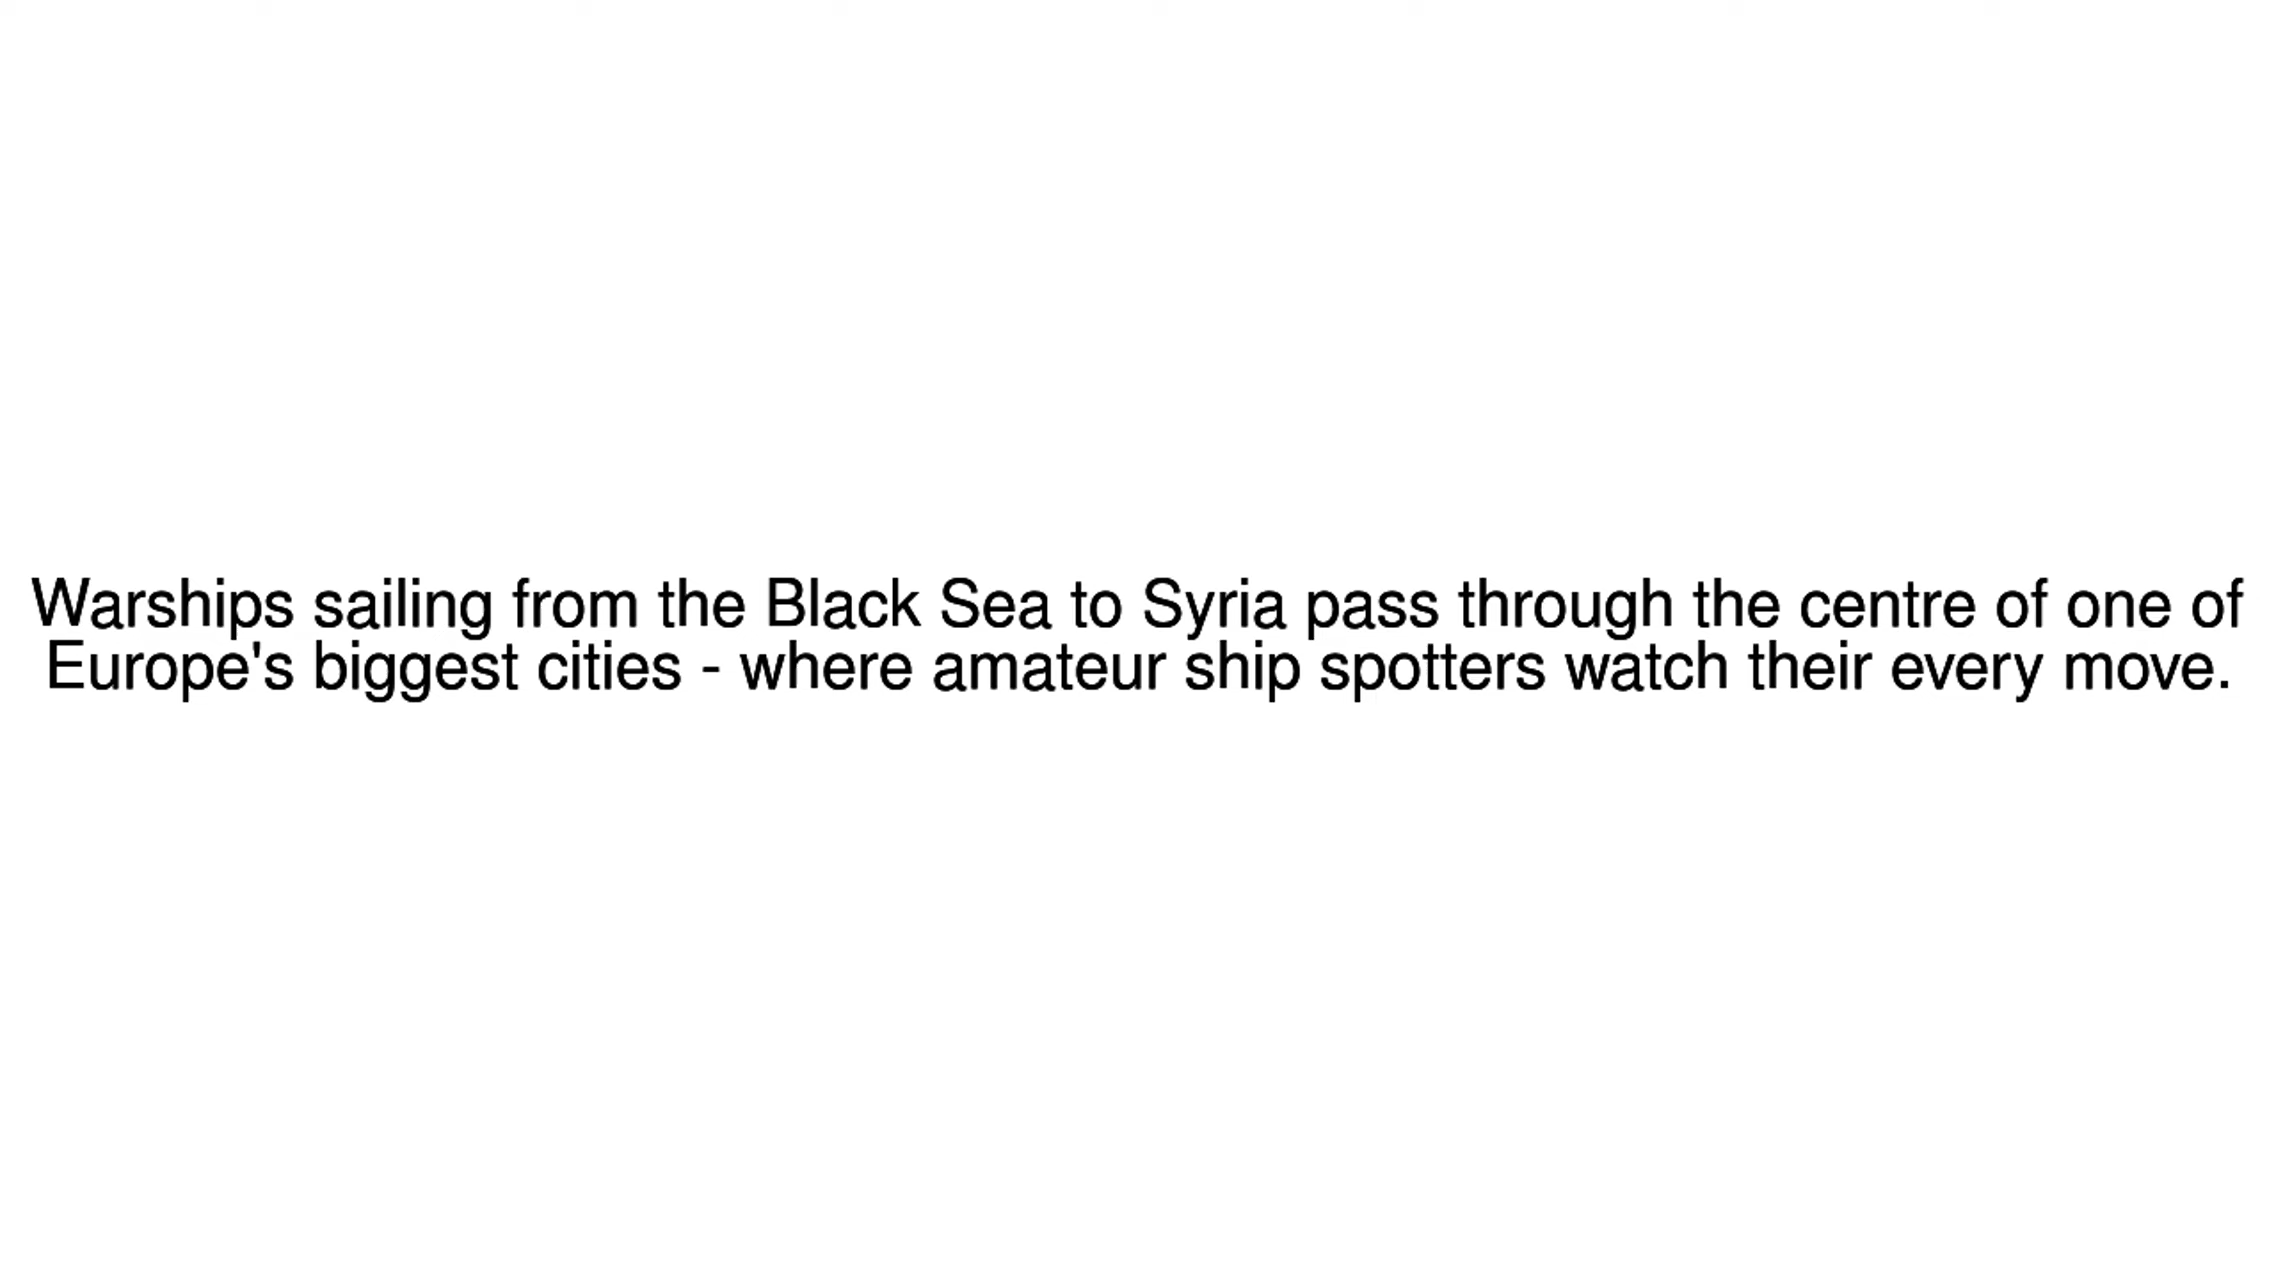 Warships sailing from the Black Sea to Syria pass through the centre of one of
Europe's biggest cities - where amateur ship spotters watch their every move.